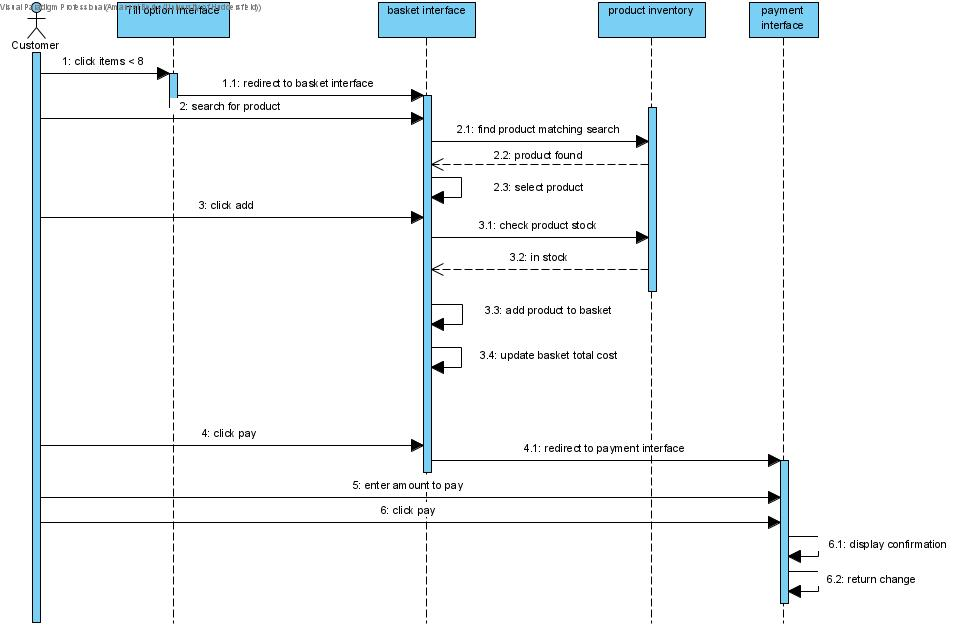 Visual Paradigm Professional
Till option interface
basket interface
product inventory
payment
interface
Customer
1: click items < 8
1.1: redirect to basket interface
2: search for product
2.1: find product matching search
2.2: product found
2.3: select product
3: click add
3.1: check product stock
3.2: in stock
3.3: add product to basket
3.4: update basket total cost
4: click pay
4.1: redirect to payment interface
5: enter amount to pay
6: click pay
6.1: display confirmation
6.2: return change